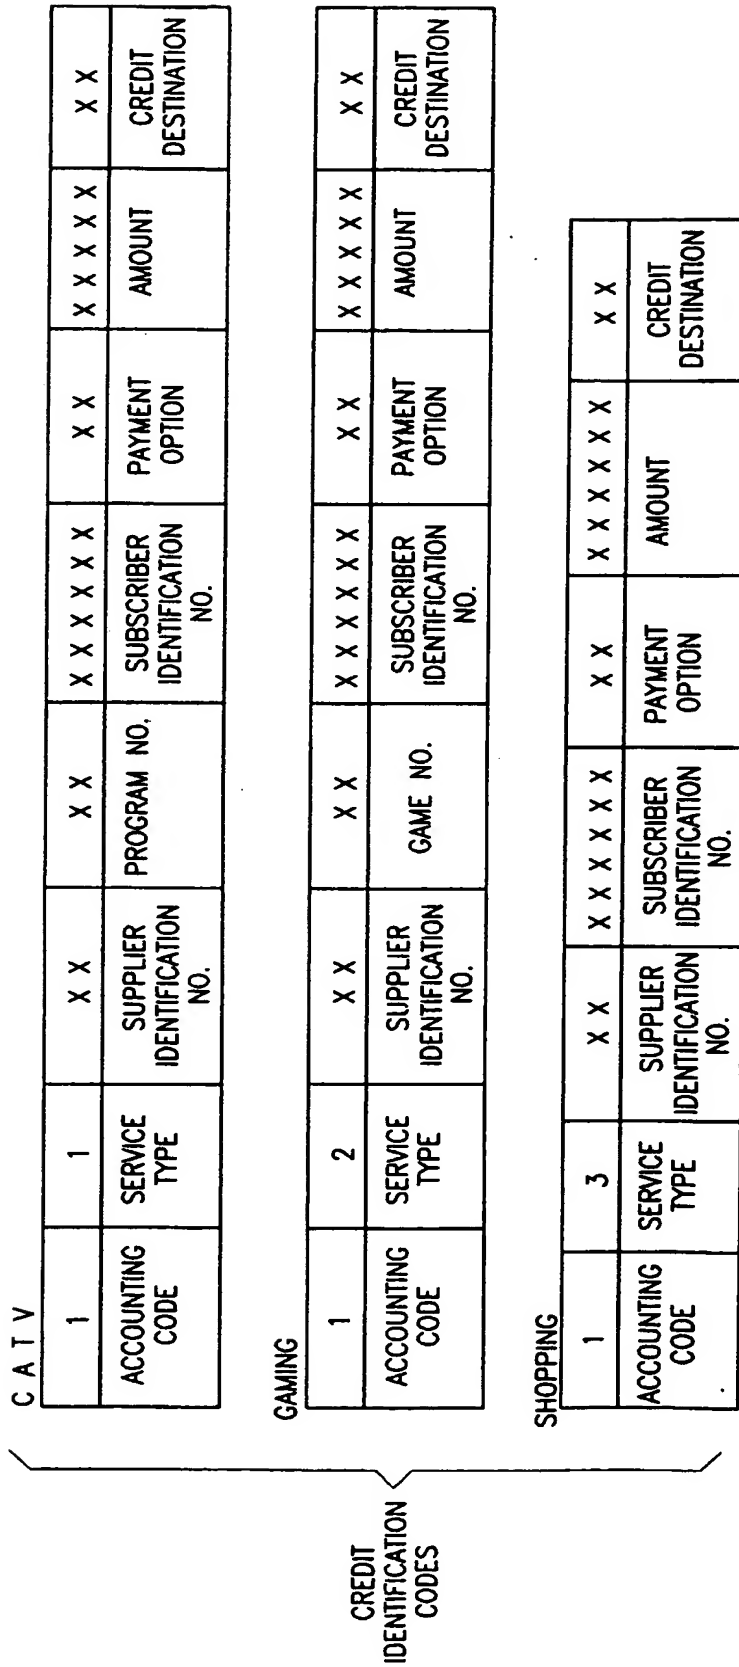 CREDIT
IDENTIFICATION
CODES
C A T V
1 1 X X X X X X X X X X X X X X X X X X X X X
ACCOUNTING CODE
SERVICE TYPE
SUPPLIER IDENTIFICATION NO.
PROGRAM NO.
SUBSCRIBER IDENTIFICATION NO.
PAYMENT OPTION
AMOUNT
CREDIT DESTINATION
GAMING
1 2 X X X X X X X X X X X X X X X X X X X X X
ACCOUNTING CODE
SERVICE TYPE
SUPPLIER IDENTIFICATION NO.
GAME NO.
SUBSCRIBER IDENTIFICATION NO.
PAYMENT OPTION
AMOUNT
CREDIT DESTINATION
SHOPPING
1 3 X X X X X X X X X X X X X X X X X X X X
ACCOUNTING CODE
SERVICE TYPE
SUPPLIER IDENTIFICATION NO.
SUBSCRIBER IDENTIFICATION NO.
PAYMENT OPTION
AMOUNT
CREDIT DESTINATION